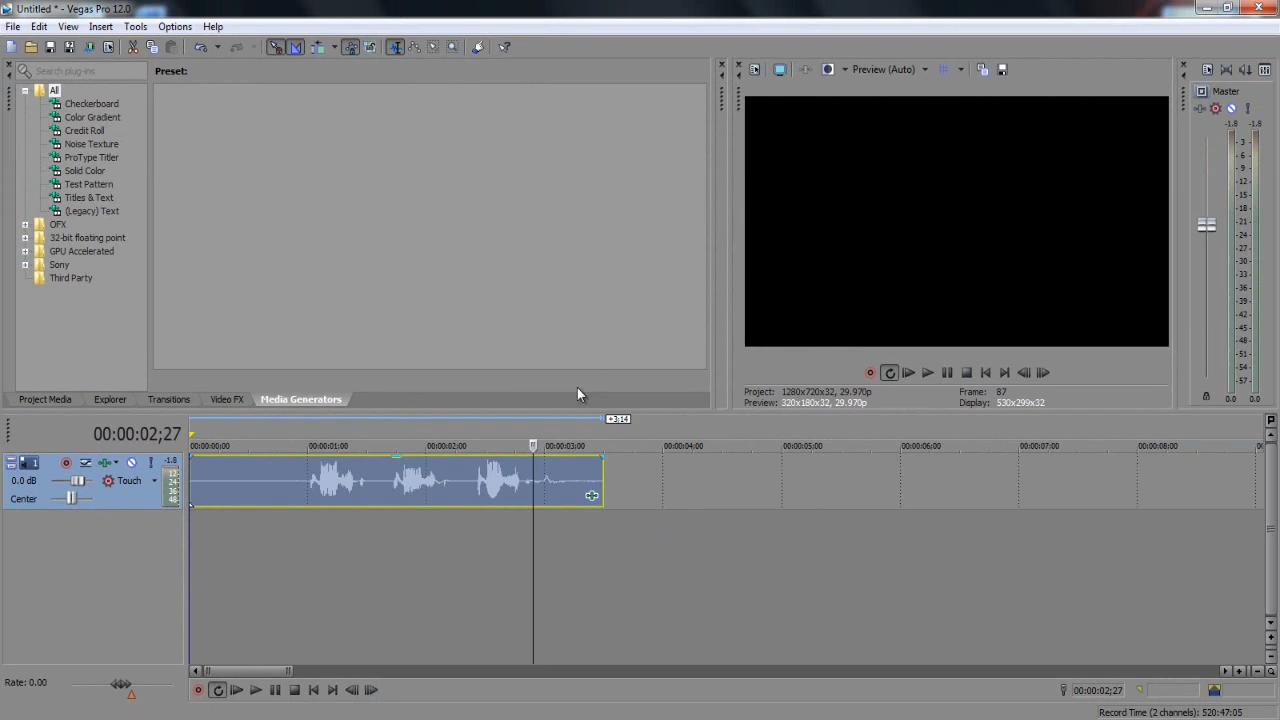 Untitled * - Vegas Pro 12.0
File Edit View Insert Tools Options Help
Search plug-ins
Preset:
Preview (Auto)
All
Checkerboard
Color Gradient
Credit Roll
Noise Texture
ProType Titler
Solid Color
Test Pattern
Titles & Text
(Legacy) Text
OFX
32-bit floating point
GPU Accelerated
Sony
Third Party
Master
-1.8 -1.8
- 3 -
- 6 -
- 9 -
-12-
-15-
-18-
-21-
-24-
-27-
-30-
-33-
-36-
-39-
-42-
-45-
-48-
-51-
-54-
-57-
0.0 0.0
Project: 1280x720x32, 29.970p Frame: 87
Preview: 320x180x32, 29.970p Display: 530x299x32
Project Media Explorer Transitions Video FX Media Generators
+3;14
00:00:02;27
00:00:00;00 00:00:01;00 00:00:02;00 00:00:03;00 00:00:04;00 00:00:05;00 00:00:06;00 00:00:07;00 00:00:08;00
1 -1.8
0.0 dB Touch
Center
12
24
36
48
Rate: 0.00
00:00:02;27
Record Time (2 channels): 520:47:05